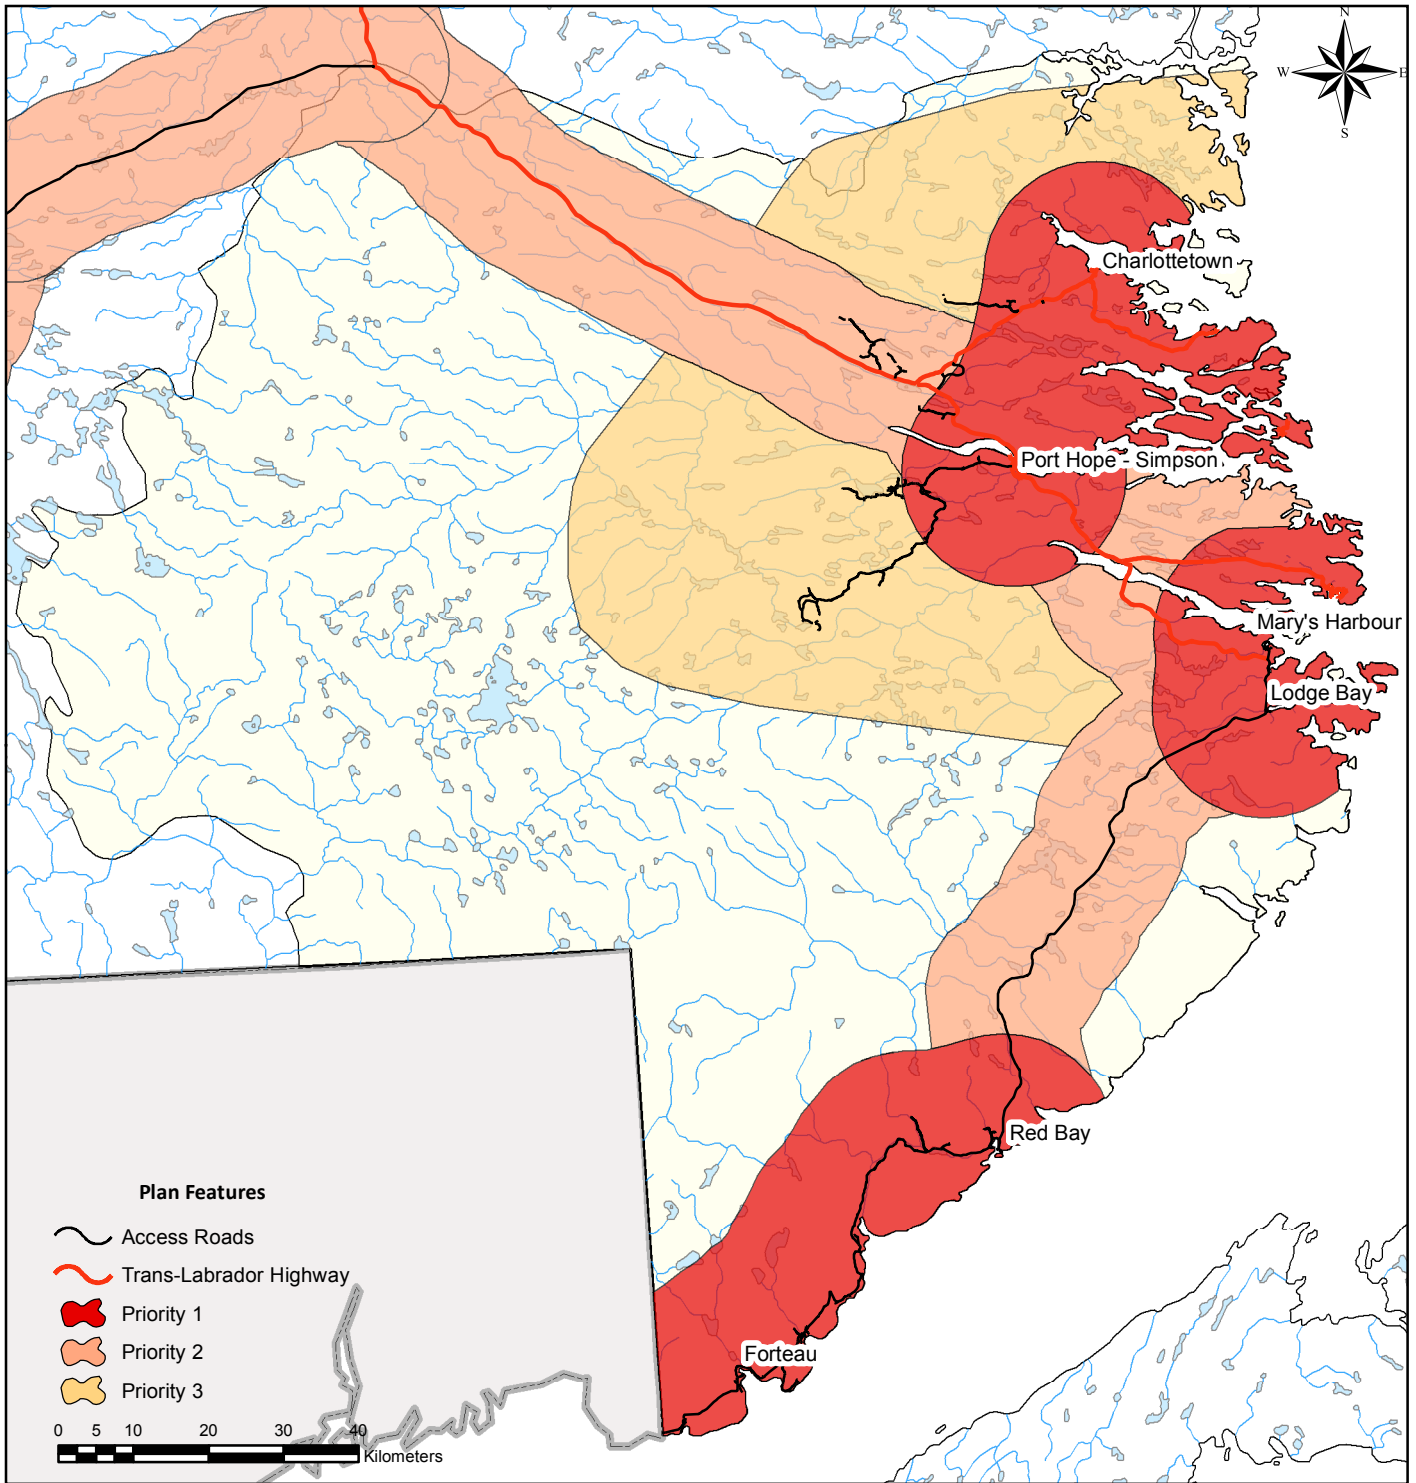 N
W
E
S
Charlottetown
Port Hope - Simpson
Mary's Harbour
Lodge Bay
Red Bay
Forteau
Plan Features
Access Roads
Trans-Labrador Highway
Priority 1
Priority 2
Priority 3
0 5 10 20 30 40
Kilometers